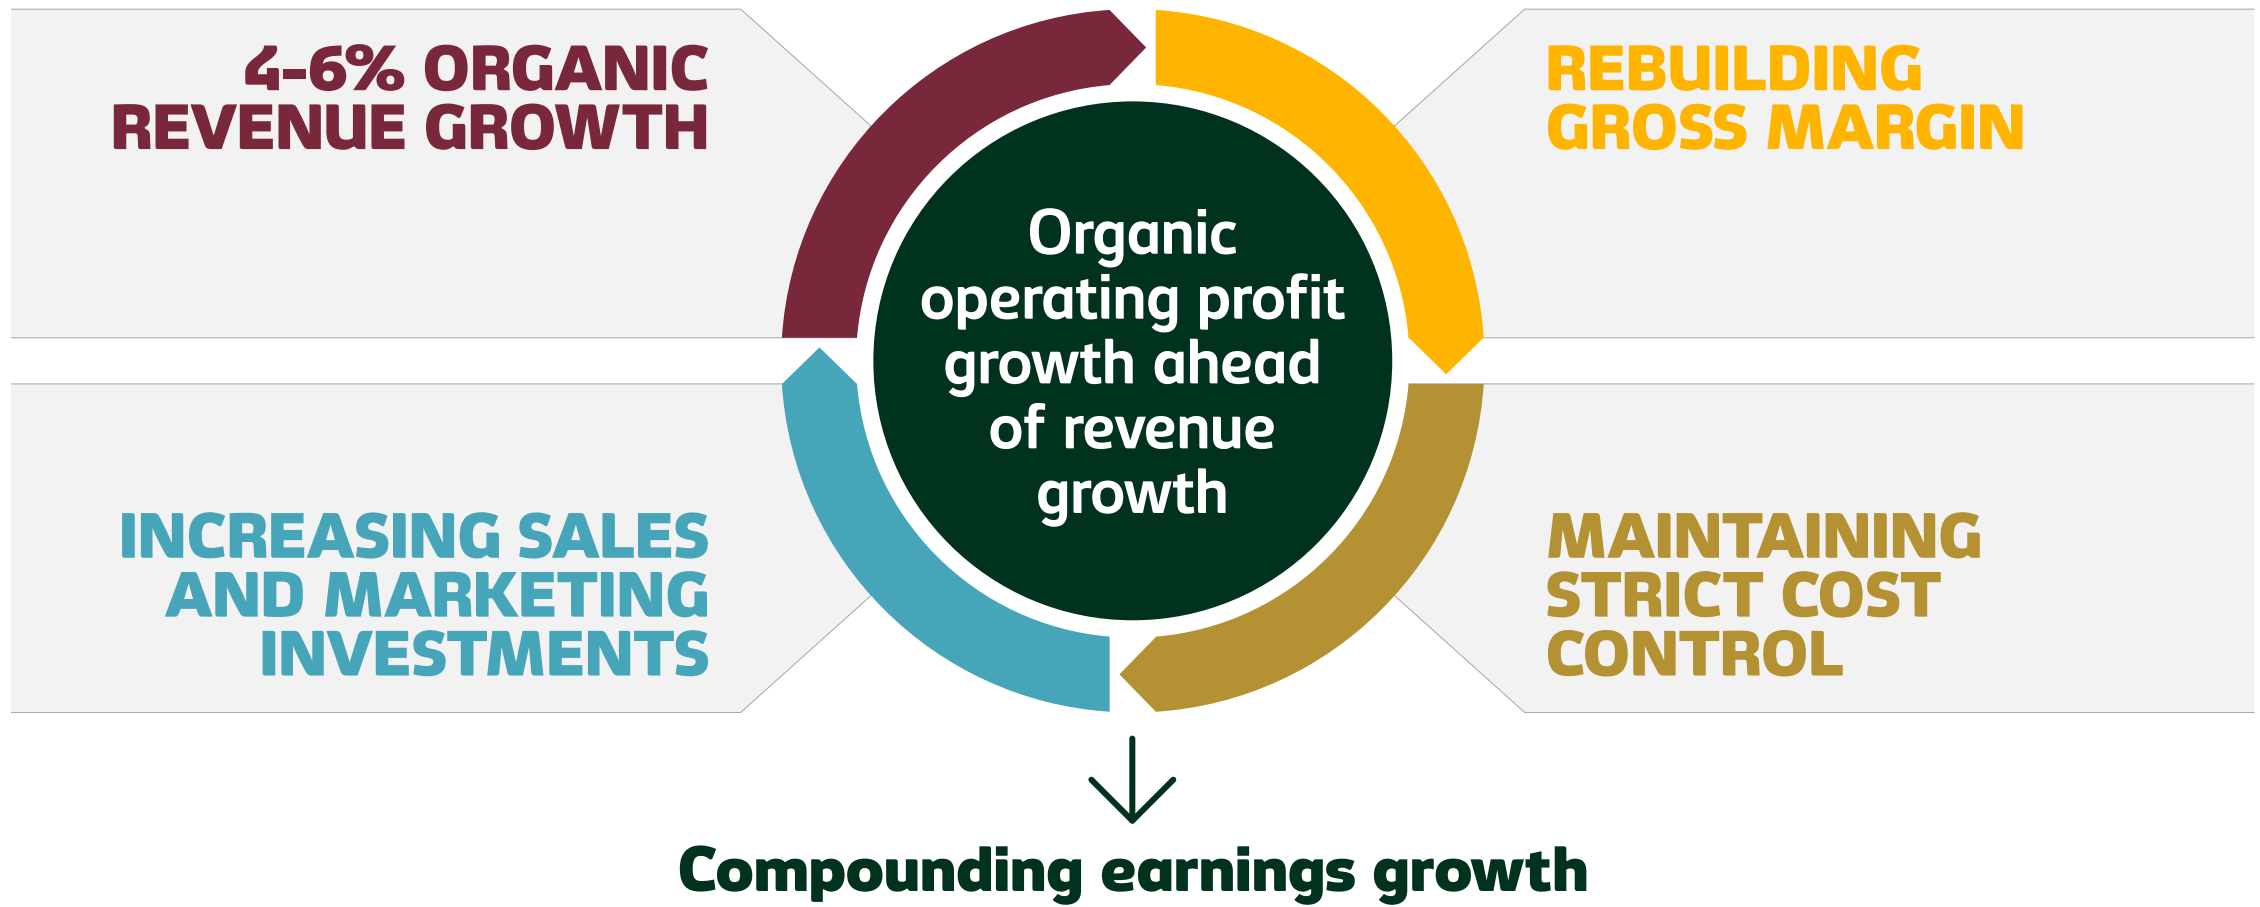 4-6% ORGANIC
REVENUE GROWTH
REBUILDING
GROSS MARGIN
Organic
operating profit
growth ahead
of revenue
growth
INCREASING SALES
AND MARKETING
INVESTMENTS
MAINTAINING
STRICT COST
CONTROL
Compounding earnings growth